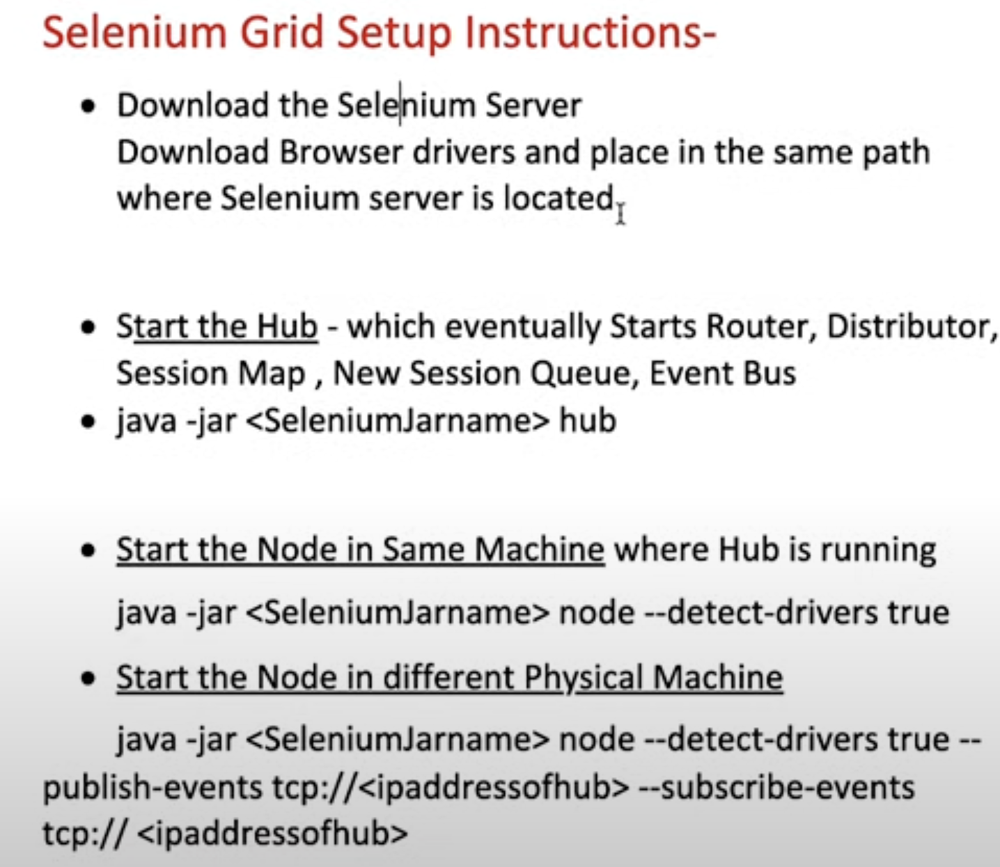 Selenium Grid Setup Instructions-
• Download the Selenium Server
Download Browser drivers and place in the same path
where Selenium server is located.
• Start the Hub - which eventually Starts Router, Distributor,
Session Map , New Session Queue, Event Bus
• java -jar <SeleniumJarname> hub
• Start the Node in Same Machine where Hub is running
java -jar <SeleniumJarname> node --detect-drivers true
• Start the Node in different Physical Machine
java -jar <SeleniumJarname> node --detect-drivers true --
publish-events tcp://<ipaddressofhub> --subscribe-events
tcp:// <ipaddressofhub>